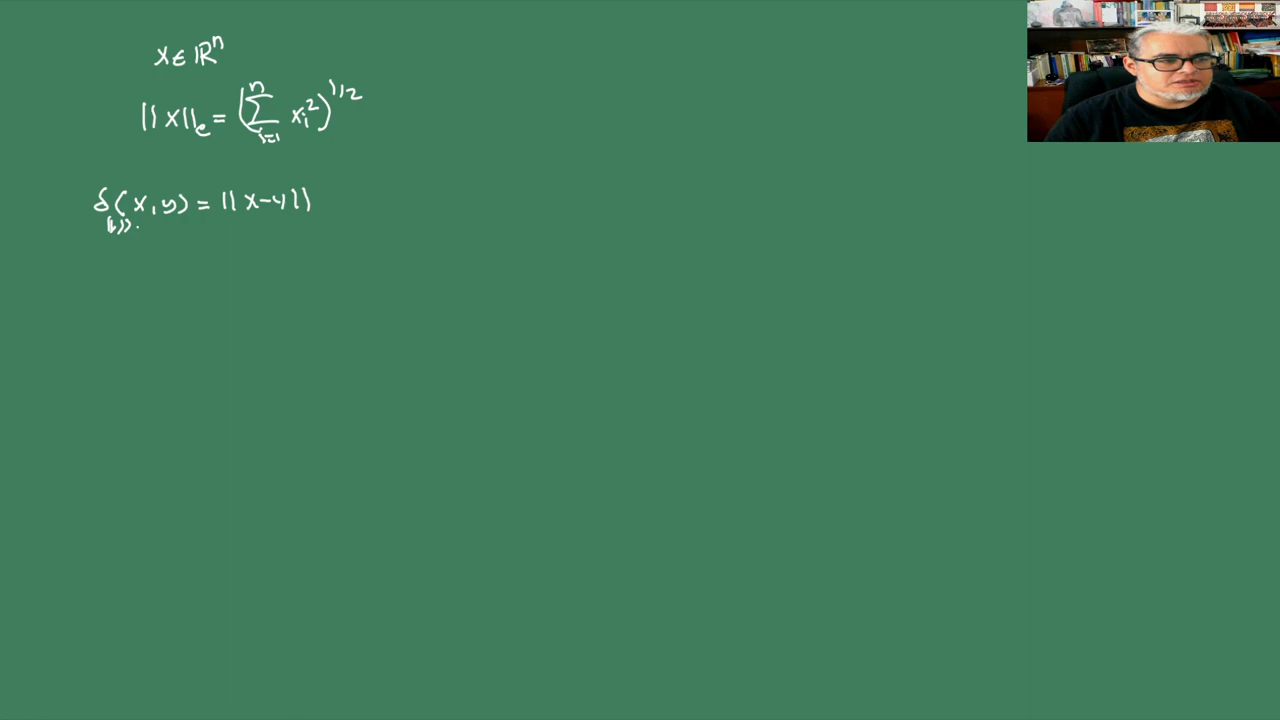 x ∈ ℝⁿ
||x||ₑ = (∑ᵢ₌₁ⁿ xᵢ²)^1/2
δ(x,y) = ||x-y||
||·||